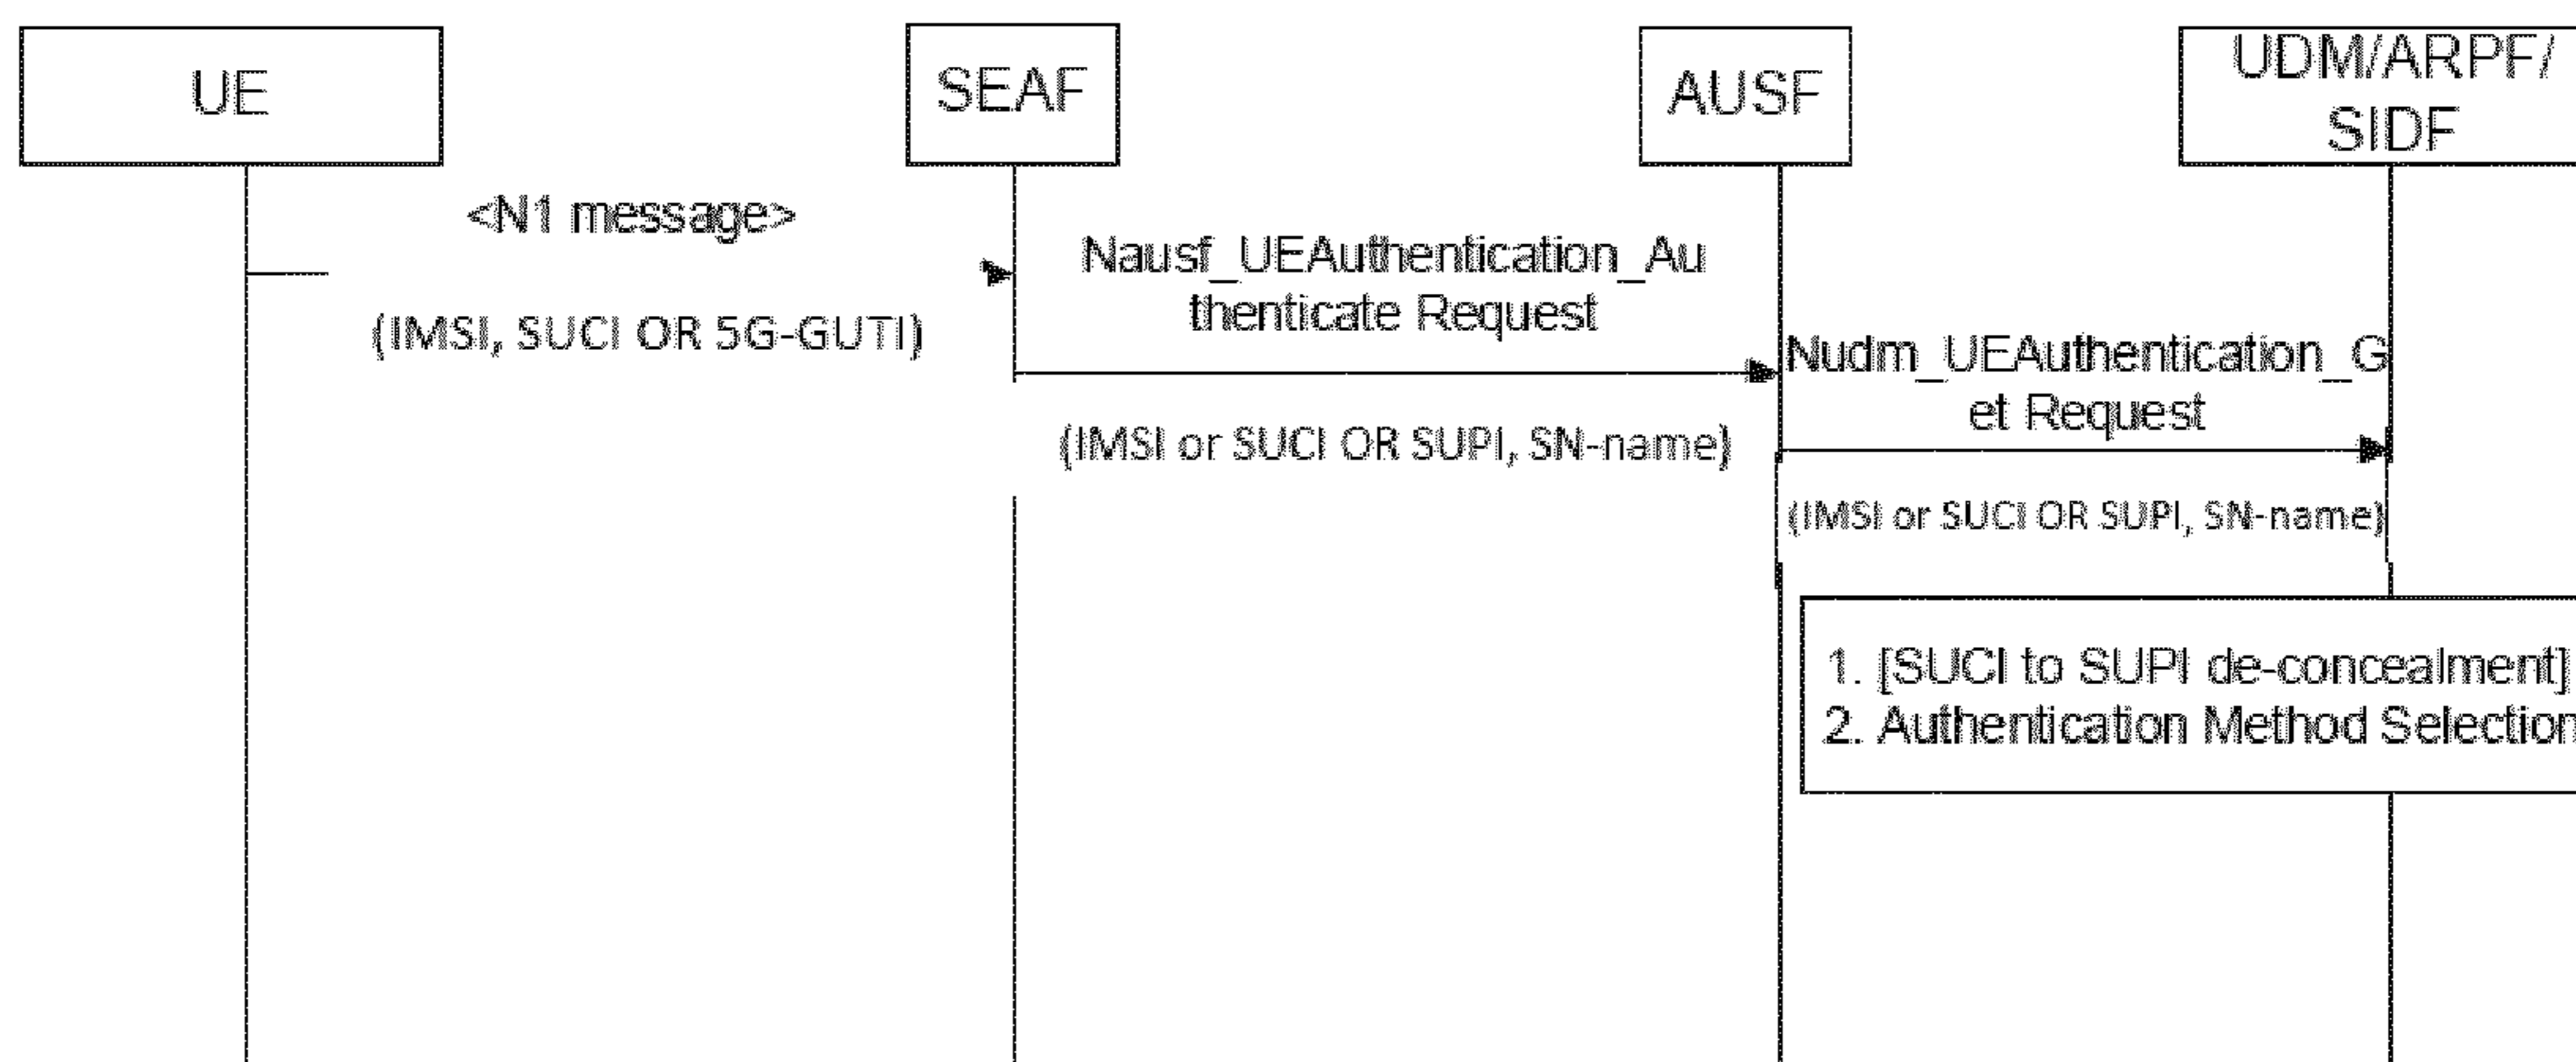 UE
SEAF
AUSF
UDM/ARPF/
SIDF
<N1 message>
(IMSI, SUCI OR 5G-GUTI)
Nausf_UEAuthentication_Au
thenticate Request
(IMSI or SUCI OR SUPI, SN-name)
Nudm_UEAuthentication_G
et Request
(IMSI or SUCI OR SUPI, SN-name)
1. [SUCI to SUPI de-concealment]
2. Authentication Method Selection